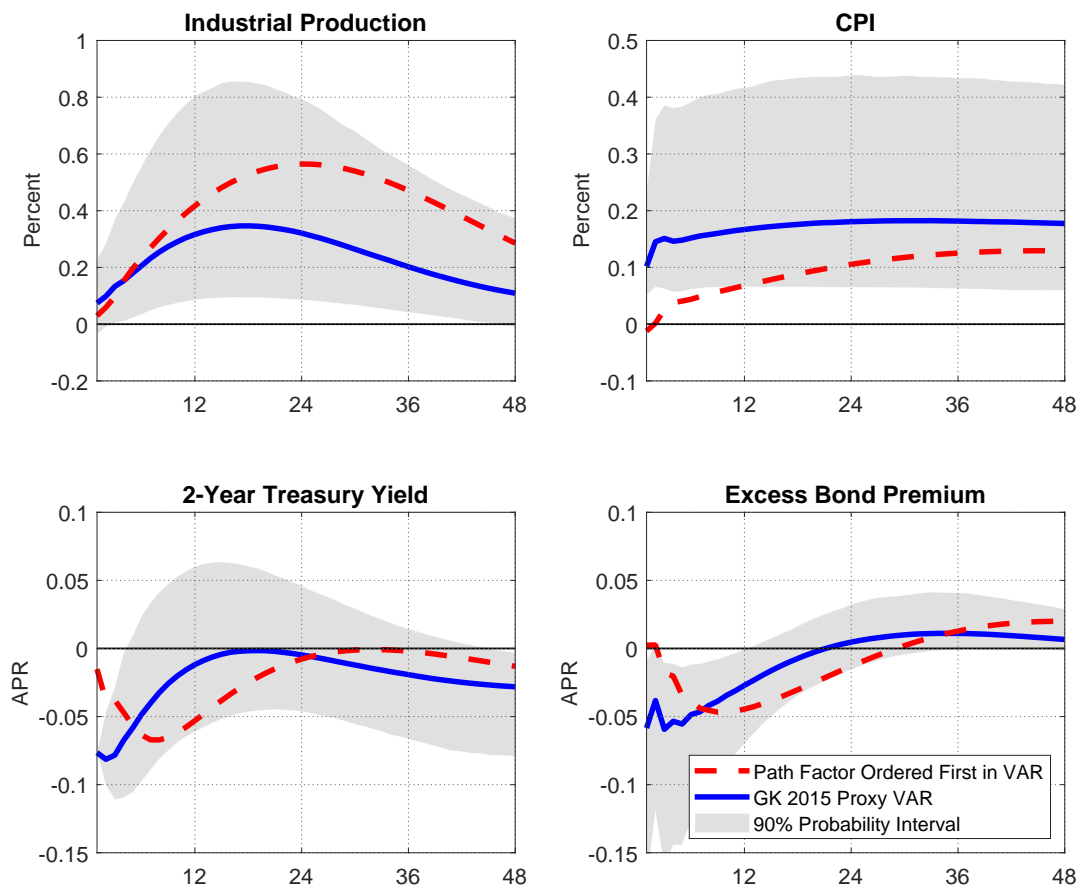 Industrial Production
1
0.8
0.6
0.4
0.2
0
-0.2
Percent
12 24 36 48
CPI
0.5
0.4
0.3
0.2
0.1
0
-0.1
Percent
12 24 36 48
2-Year Treasury Yield
0.1
0.05
0
-0.05
-0.1
-0.15
APR
12 24 36 48
Excess Bond Premium
0.1
0.05
0
-0.05
-0.1
-0.15
APR
12 24 36 48
Path Factor Ordered First in VAR
GK 2015 Proxy VAR
90% Probability Interval